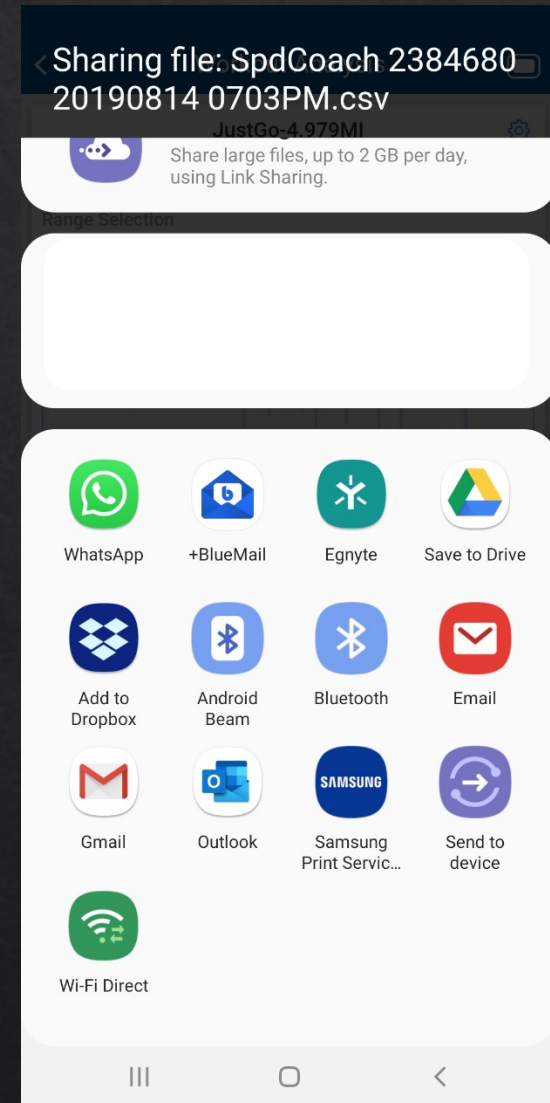 Sharing file: SpdCoach 2384680
20190814 0703PM.csv
JustGo-4.979MI
Share large files, up to 2 GB per day,
using Link Sharing.
Range Selection
WhatsApp
+BlueMail
Egnyte
Save to Drive
Add to
Dropbox
Android
Beam
Bluetooth
Email
Gmail
Outlook
SAMSUNG
Samsung
Print Servic...
Send to
device
Wi-Fi Direct